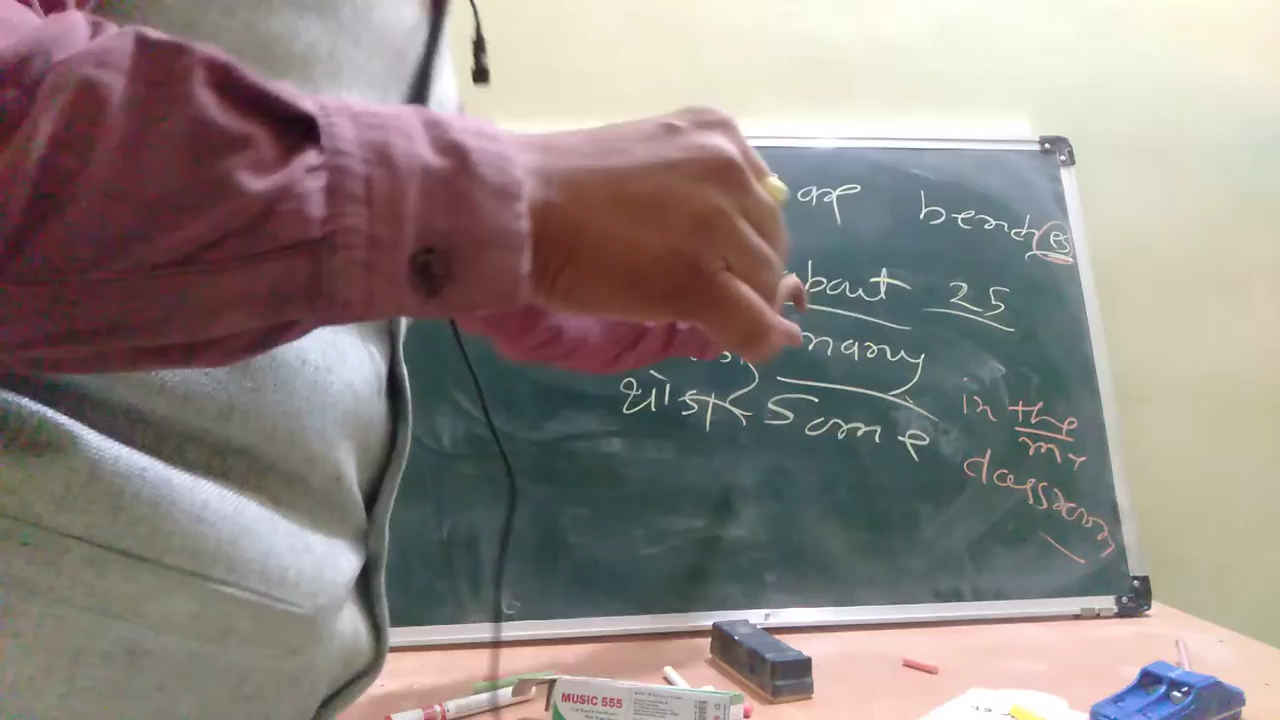 are benches
about 25
many
थोड़े Some
in the
my
classroom
MUSIC 555